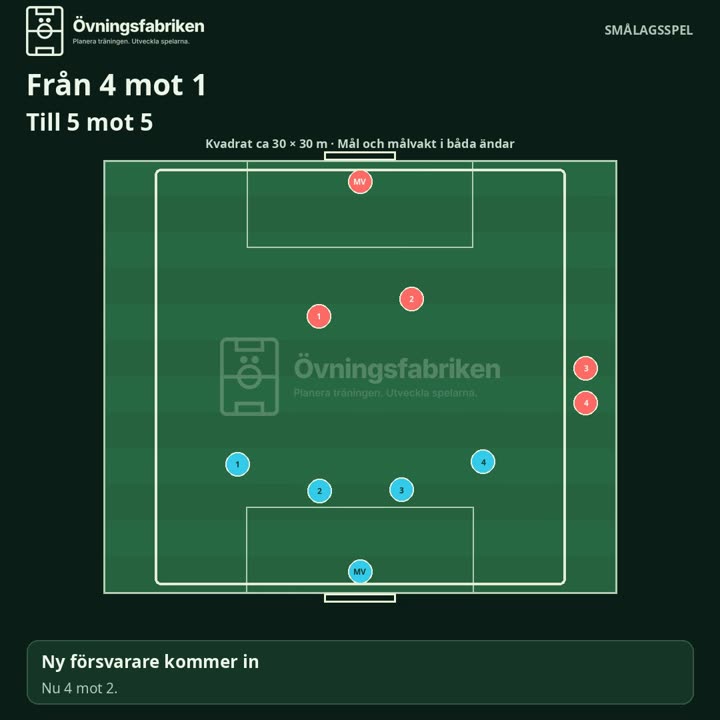 Övningsfabriken
Planera träningen. Utveckla spelarna.
SMÅLAGSSPEL
Från 4 mot 1
Till 5 mot 5
Kvadrat ca 30 × 30 m · Mål och målvakt i båda ändar
MV
2
1
3
4
Övningsfabriken
Planera träningen. Utveckla spelarna.
1
4
2
3
MV
Ny försvarare kommer in
Nu 4 mot 2.